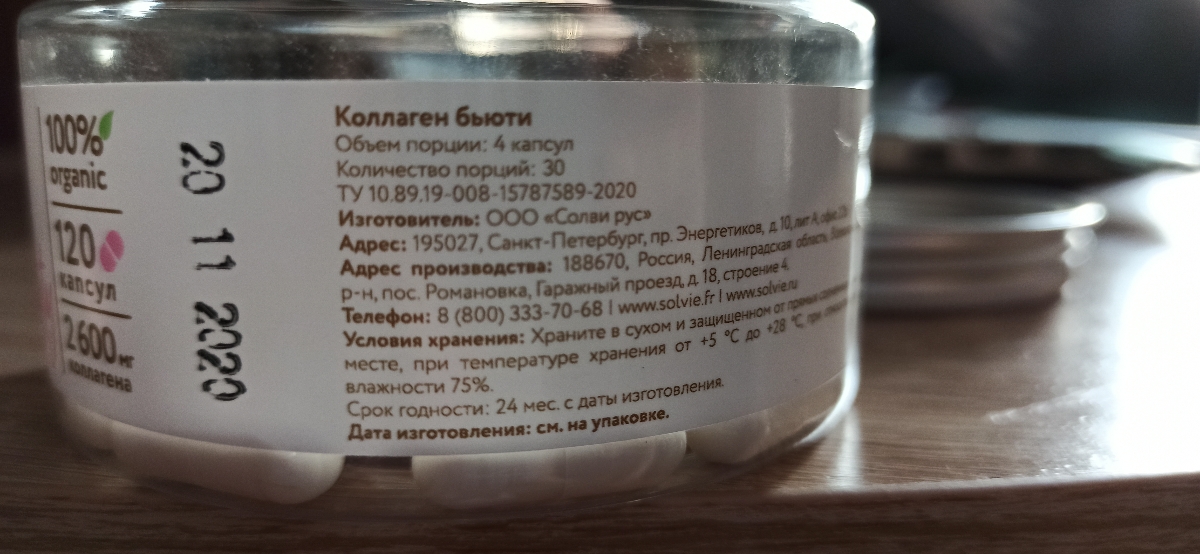 100%
organic
120
капсул
2600 мг
коллагена
20 11 2020
Коллаген бьюти
Объем порции: 4 капсул
Количество порций: 30
ТУ 10.89.19-008-15787589-2020
Изготовитель: ООО «Солви рус»
Адрес: 195027, Санкт-Петербург, пр. Энергетиков, д. 10, лит А, офис
Адрес производства: 188670, Россия, Ленинградская область,
р-н, пос. Романовка, Гаражный проезд, д. 18, строение 4.
Телефон: 8 (800) 333-70-68 | www.solvie.fr | www.solvie.ru
Условия хранения: Храните в сухом и защищенном от прямых
месте, при температуре хранения от +5 °С до +28 °С, при
влажности 75%.
Срок годности: 24 мес. с даты изготовления.
Дата изготовления: см. на упаковке.